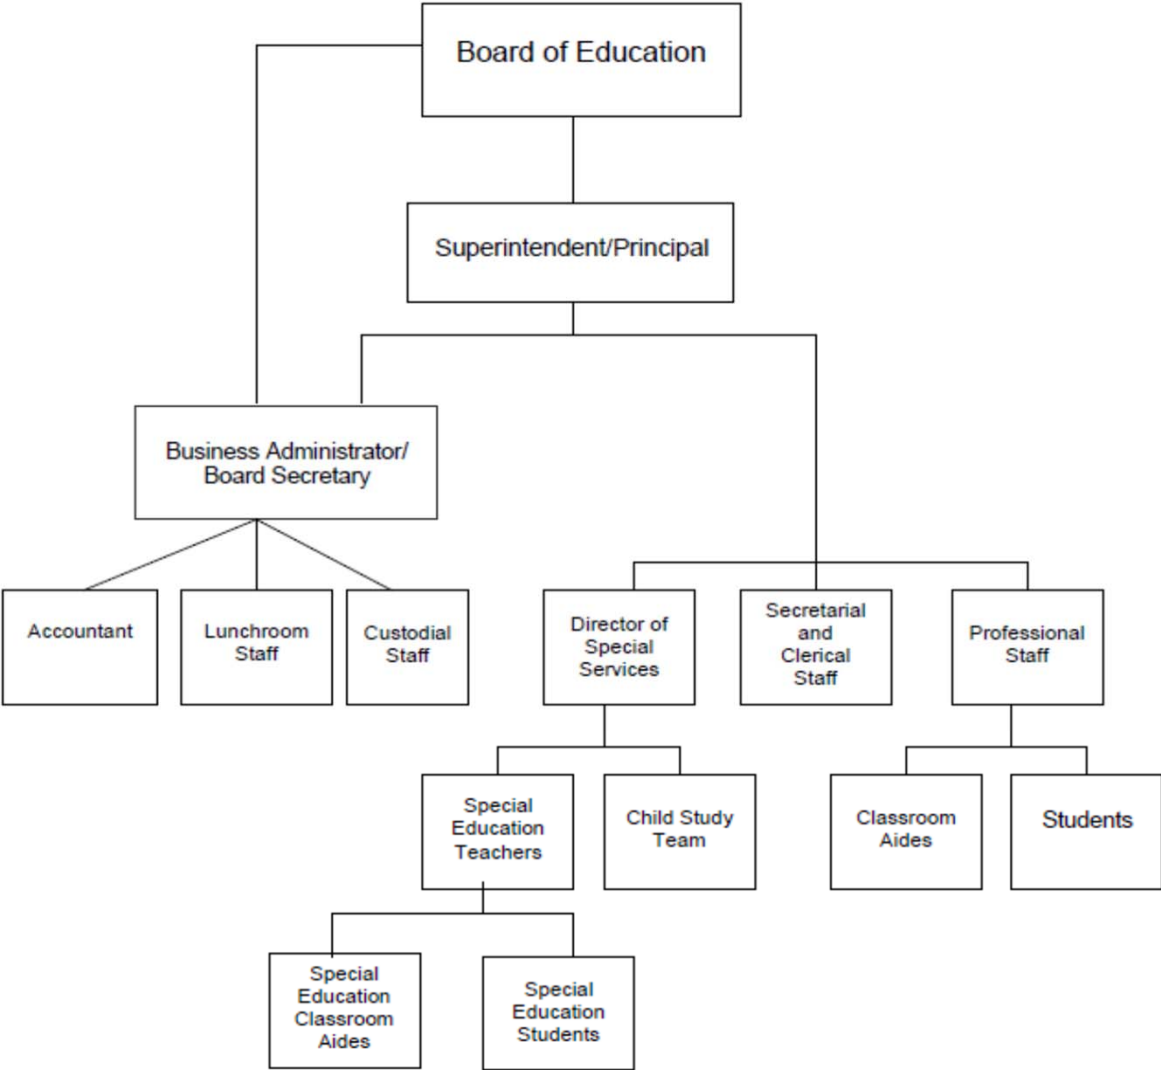 Board of Education
Superintendent/Principal
Business Administrator/
Board Secretary
Accountant
Lunchroom
Staff
Custodial
Staff
Director of
Special
Services
Secretarial
and
Clerical
Staff
Professional
Staff
Special
Education
Teachers
Child Study
Team
Classroom
Aides
Students
Special
Education
Classroom
Aides
Special
Education
Students